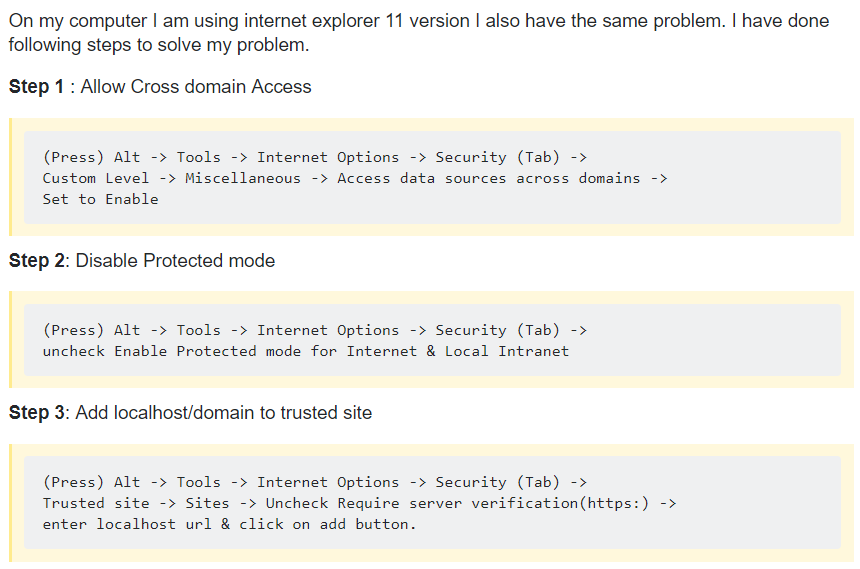 On my computer I am using internet explorer 11 version I also have the same problem. I have done
following steps to solve my problem.
Step 1 : Allow Cross domain Access
(Press) Alt -> Tools -> Internet Options -> Security (Tab) ->
Custom Level -> Miscellaneous -> Access data sources across domains ->
Set to Enable
Step 2: Disable Protected mode
(Press) Alt -> Tools -> Internet Options -> Security (Tab) ->
uncheck Enable Protected mode for Internet & Local Intranet
Step 3: Add localhost/domain to trusted site
(Press) Alt -> Tools -> Internet Options -> Security (Tab) ->
Trusted site -> Sites -> Uncheck Require server verification(https:) ->
enter localhost url & click on add button.